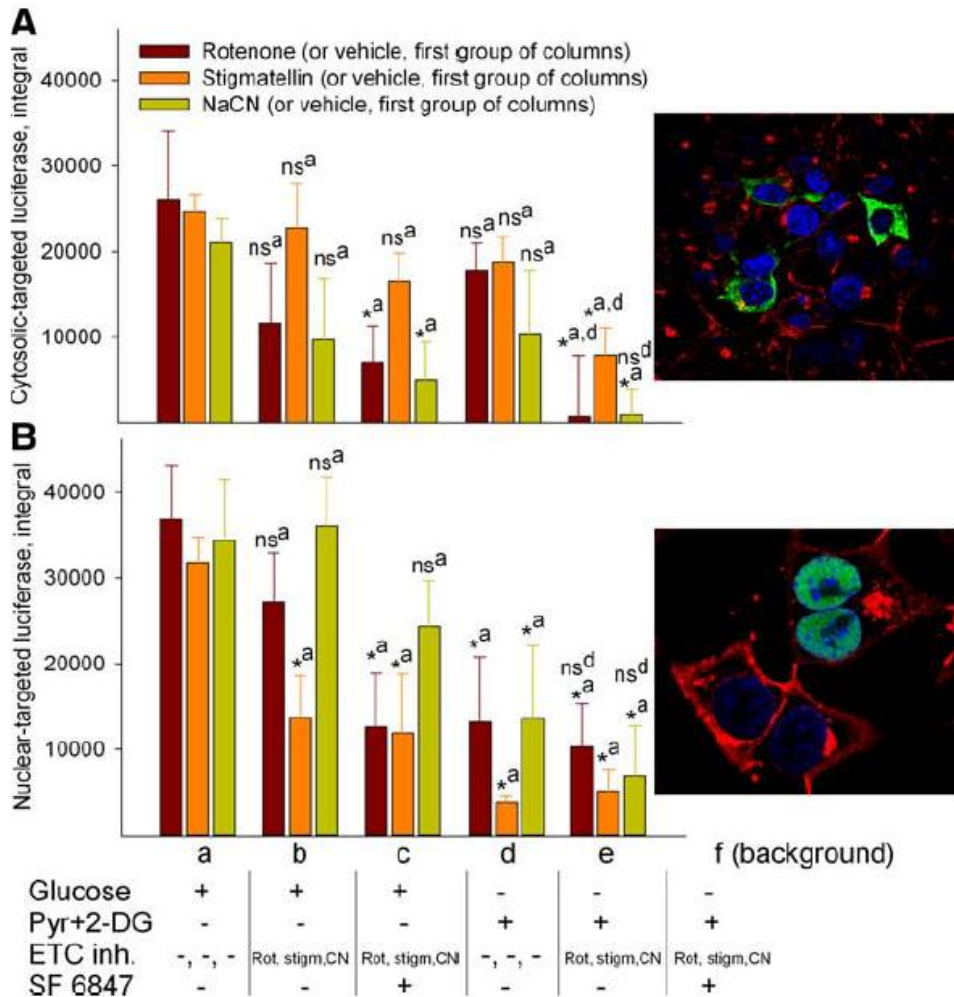 A
Cytosolic-targeted luciferase, integral
40000
30000
20000
10000
Rotenone (or vehicle, first group of columns)
Stigmatellin (or vehicle, first group of columns)
NaCN (or vehicle, first group of columns)
ns^a
ns^a
ns^a
*a
ns^a
*a
ns^a
ns^a
ns^a
*a,d
*a,d
ns^d
*a
B
Nuclear-targeted luciferase, integral
40000
30000
20000
10000
ns^a
*a
ns^a
*a
*a
ns^a
*a
*a
*a
ns^d
*a
*a
ns^d
*a
a b c d e f (background)
Glucose + + + - - -
Pyr+2-DG - - - + + +
ETC inh. -, -, - Rot, stigm,CN Rot, stigm,CN -, -, - Rot, stigm,CN Rot, stigm,CN
SF 6847 - - + - - +